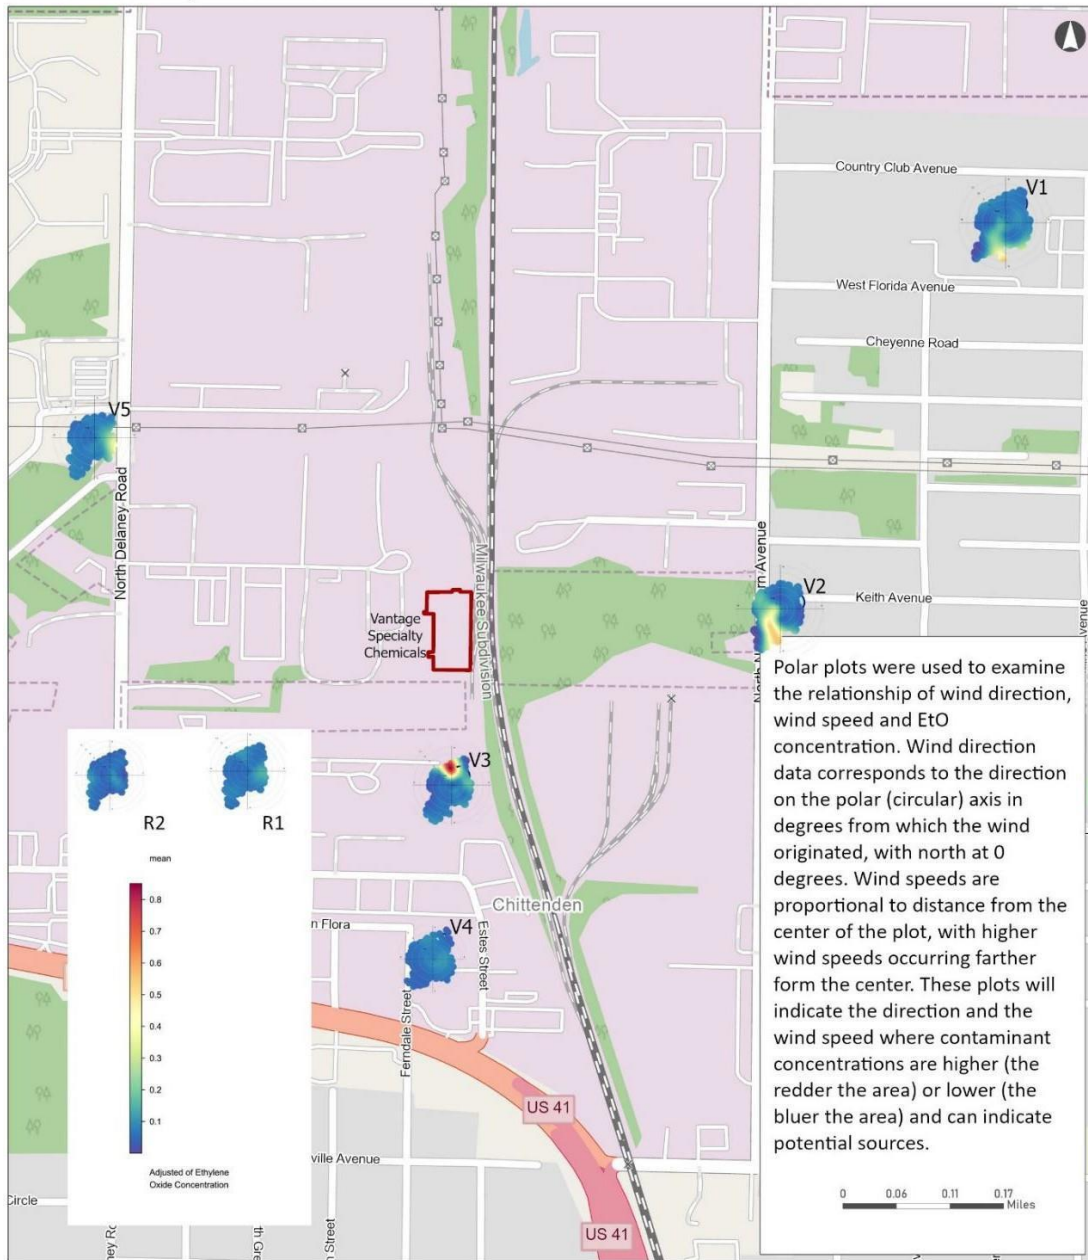 Country Club Avenue
V1
West Florida Avenue
Cheyenne Road
V5
North Delaney Road
Milwaukee Subdivision
Vantage
Specialty
Chemicals
V2
Keith Avenue
Avenue
V3
R2
R1
mean
0.8
0.7
0.6
0.5
0.4
0.3
0.2
0.1
Adjusted of Ethylene
Oxide Concentration
Chittenden
n Flora
V4
Estes Street
Ferndale Street
US 41
ville Avenue
Circle
US 41
Polar plots were used to examine
the relationship of wind direction,
wind speed and EtO
concentration. Wind direction
data corresponds to the direction
on the polar (circular) axis in
degrees from which the wind
originated, with north at 0
degrees. Wind speeds are
proportional to distance from the
center of the plot, with higher
wind speeds occurring farther
form the center. These plots will
indicate the direction and the
wind speed where contaminant
concentrations are higher (the
redder the area) or lower (the
bluer the area) and can indicate
potential sources.
0 0.06 0.11 0.17
Miles